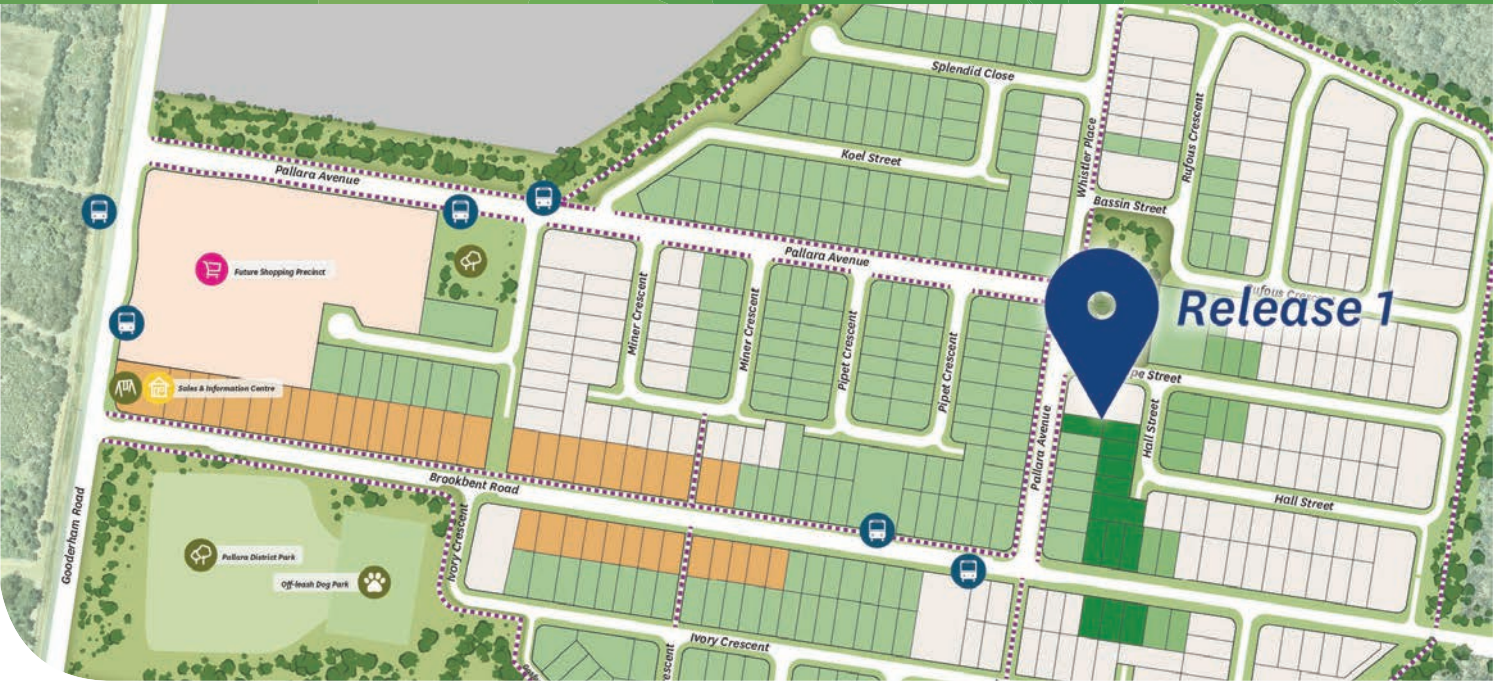 Splendid Close
Koel Street
Whistler Place
Rufous Crescent
Bassin Street
Pallara Avenue
Future Shopping Precinct
Pallara Avenue
Release 1
Miner Crescent
Miner Crescent
Pipet Crescent
Pipet Crescent
Street
Sales & Information Centre
Pallara Avenue
Hall Street
Hall Street
Brookbent Road
Gooderham Road
Ivory Crescent
Pallara District Park
Off-leash Dog Park
Ivory Crescent